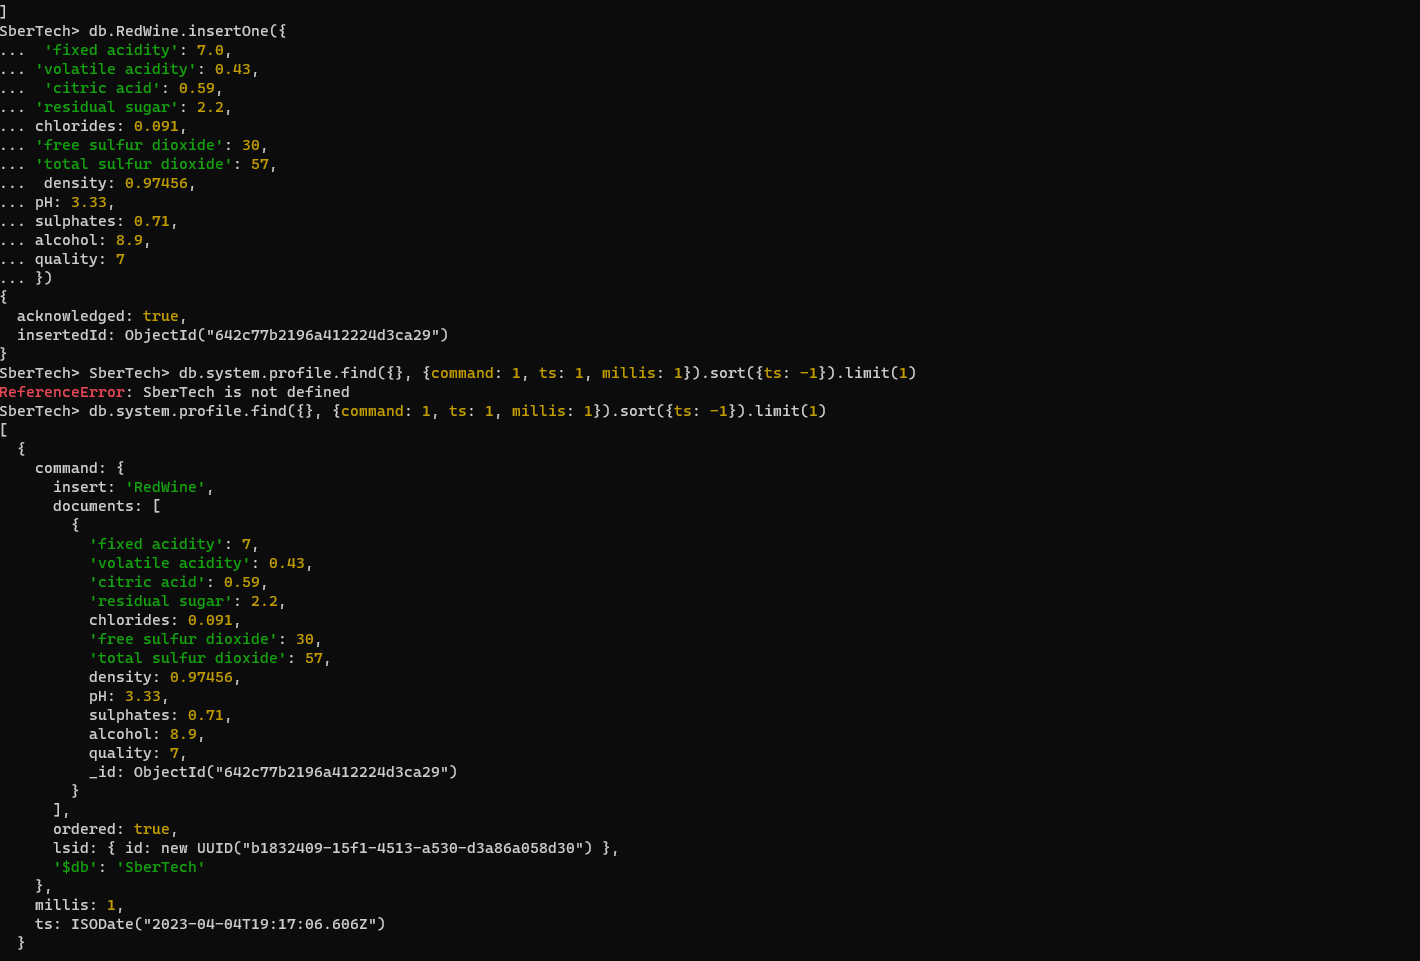 ]
SberTech> db.RedWine.insertOne({
...  'fixed acidity': 7.0,
... 'volatile acidity': 0.43,
...  'citric acid': 0.59,
... 'residual sugar': 2.2,
... chlorides: 0.091,
... 'free sulfur dioxide': 30,
... 'total sulfur dioxide': 57,
...  density: 0.97456,
... pH: 3.33,
... sulphates: 0.71,
... alcohol: 8.9,
... quality: 7
... })
{
  acknowledged: true,
  insertedId: ObjectId("642c77b2196a412224d3ca29")
}
SberTech> SberTech> db.system.profile.find({}, {command: 1, ts: 1, millis: 1}).sort({ts: -1}).limit(1)
ReferenceError: SberTech is not defined
SberTech> db.system.profile.find({}, {command: 1, ts: 1, millis: 1}).sort({ts: -1}).limit(1)
[
  {
    command: {
      insert: 'RedWine',
      documents: [
        {
          'fixed acidity': 7,
          'volatile acidity': 0.43,
          'citric acid': 0.59,
          'residual sugar': 2.2,
          chlorides: 0.091,
          'free sulfur dioxide': 30,
          'total sulfur dioxide': 57,
          density: 0.97456,
          pH: 3.33,
          sulphates: 0.71,
          alcohol: 8.9,
          quality: 7,
          _id: ObjectId("642c77b2196a412224d3ca29")
        }
      ],
      ordered: true,
      lsid: { id: new UUID("b1832409-15f1-4513-a530-d3a86a058d30") },
      '$db': 'SberTech'
    },
    millis: 1,
    ts: ISODate("2023-04-04T19:17:06.606Z")
  }